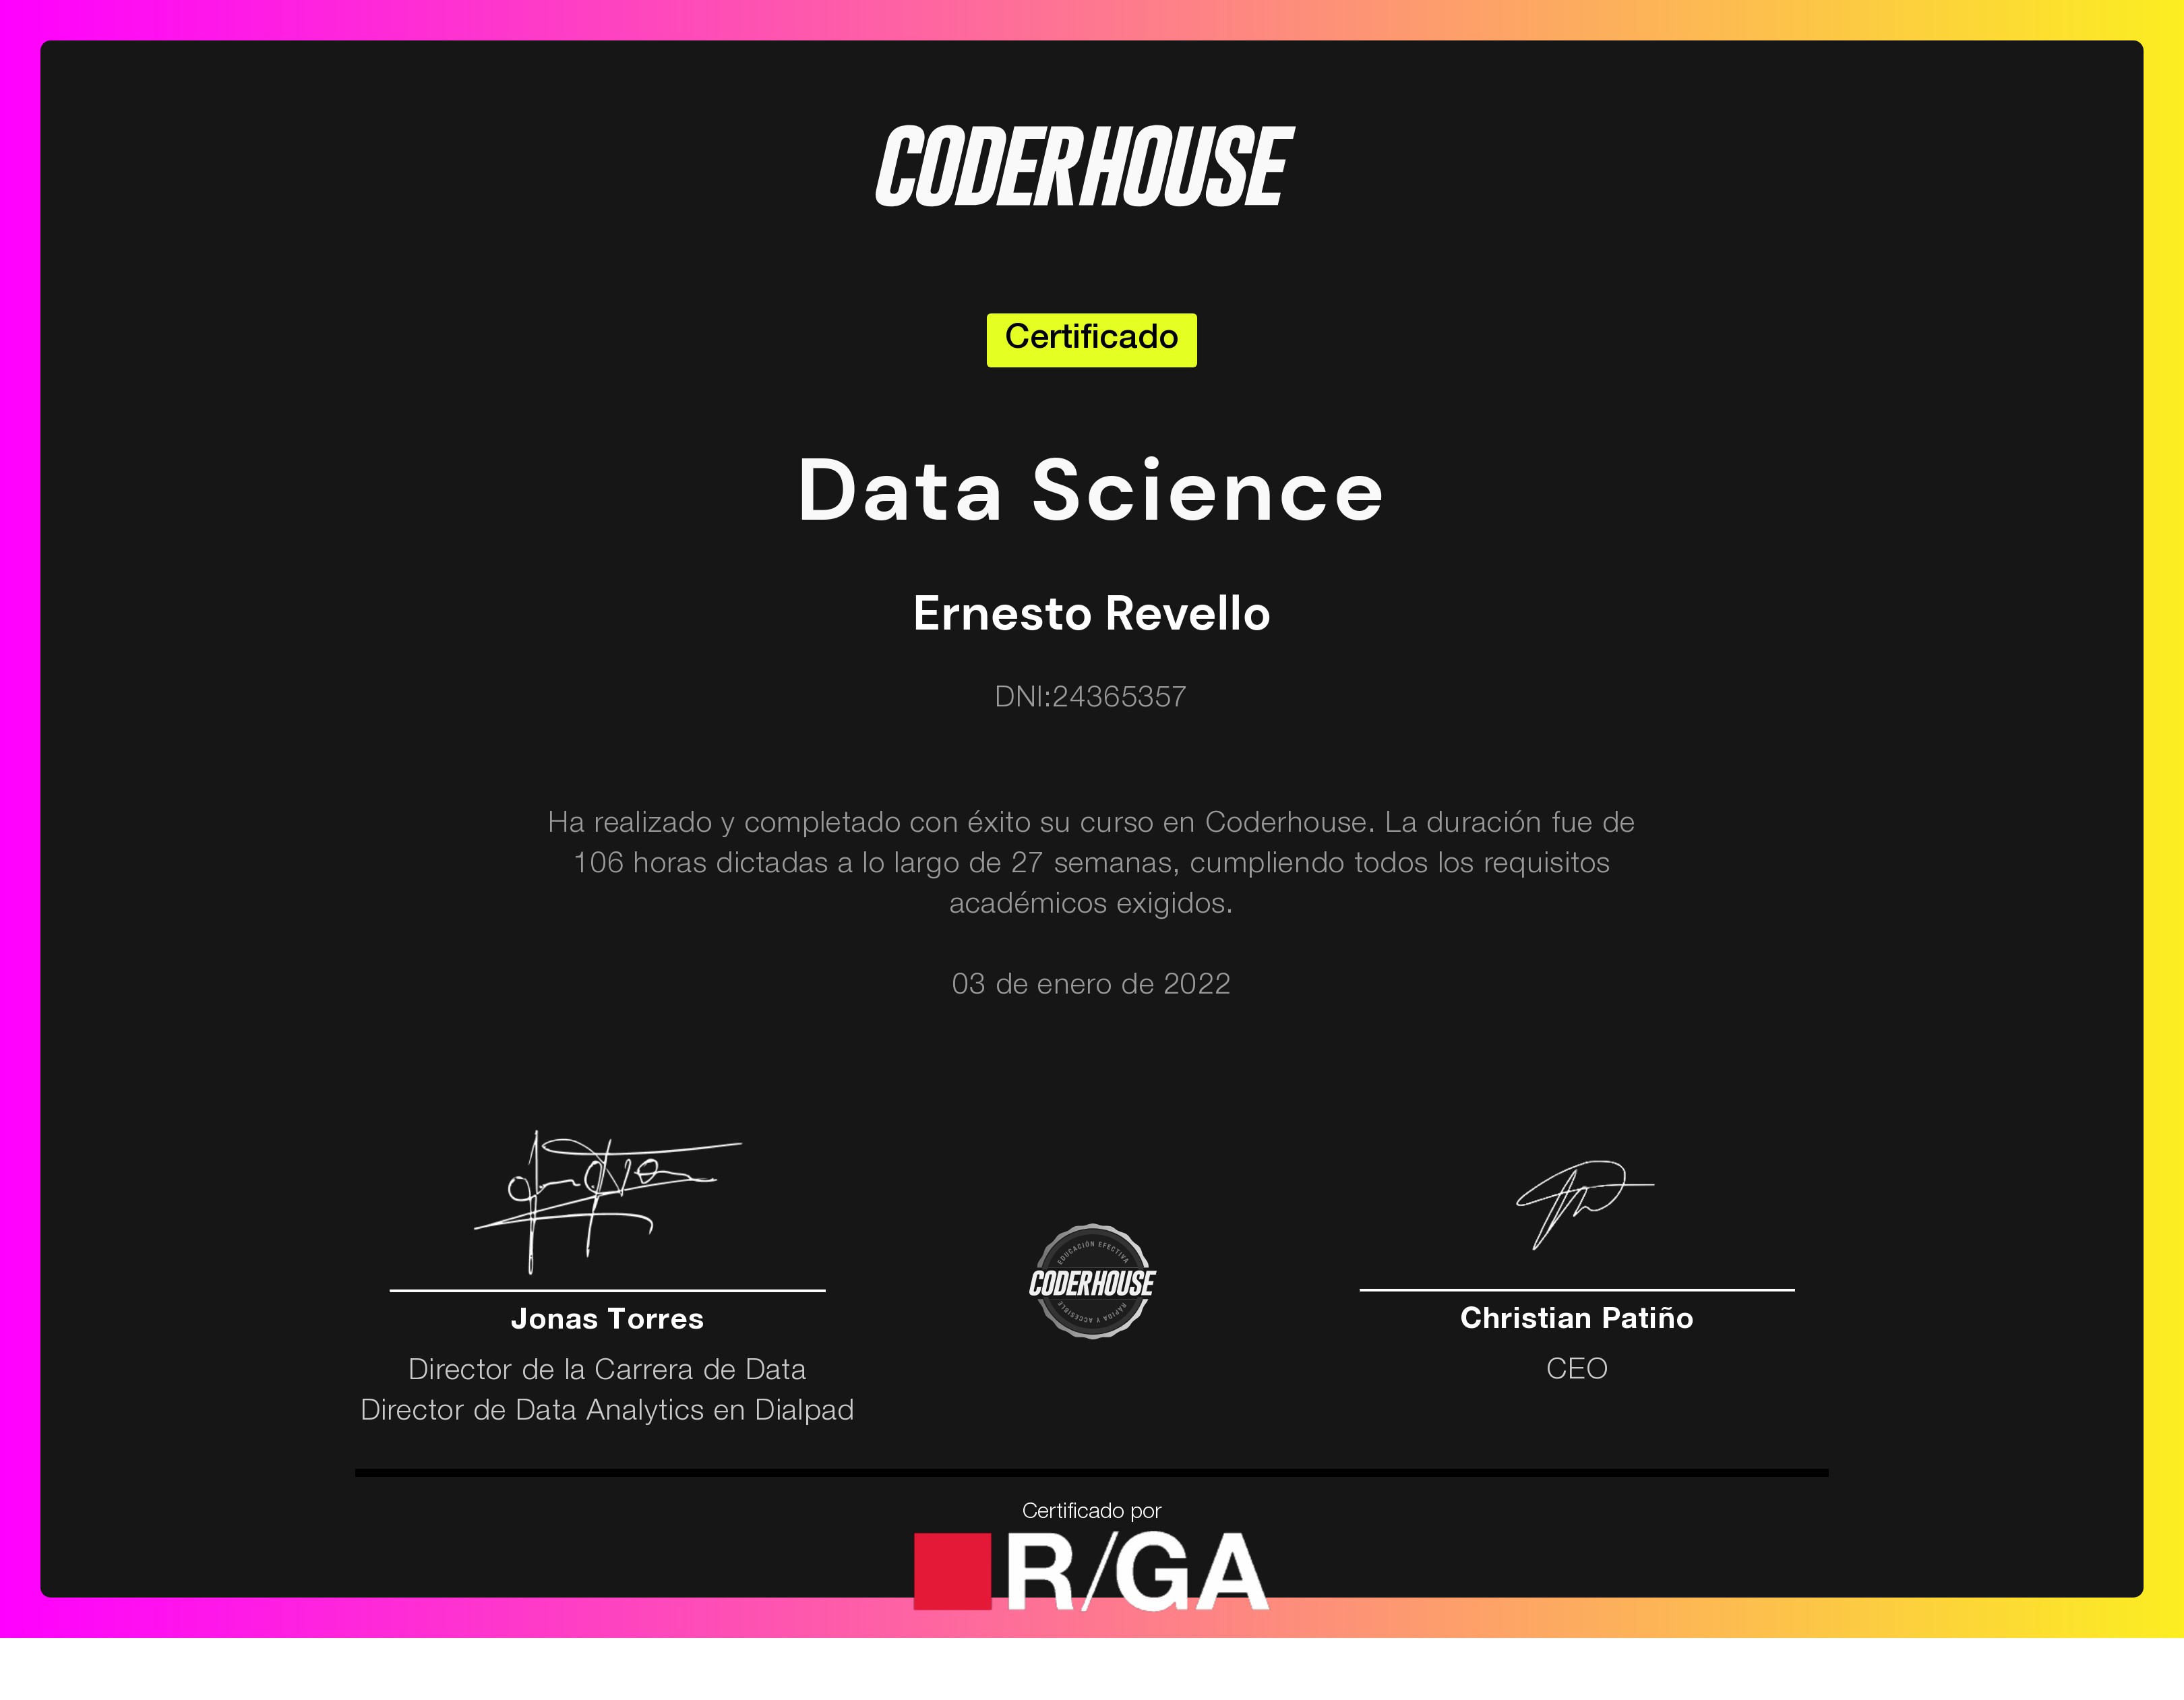 CODERHOUSE
Certificado
Data Science
Ernesto Revello
DNI:24365357
Ha realizado y completado con éxito su curso en Coderhouse. La duración fue de
106 horas dictadas a lo largo de 27 semanas, cumpliendo todos los requisitos
académicos exigidos.
03 de enero de 2022
Jonas Torres
Director de la Carrera de Data
Director de Data Analytics en Dialpad
EDUCACIÓN EFECTIVA
CODERHOUSE
RÁPIDA Y ACCESIBLE
Christian Patiño
CEO
Certificado por
R/GA